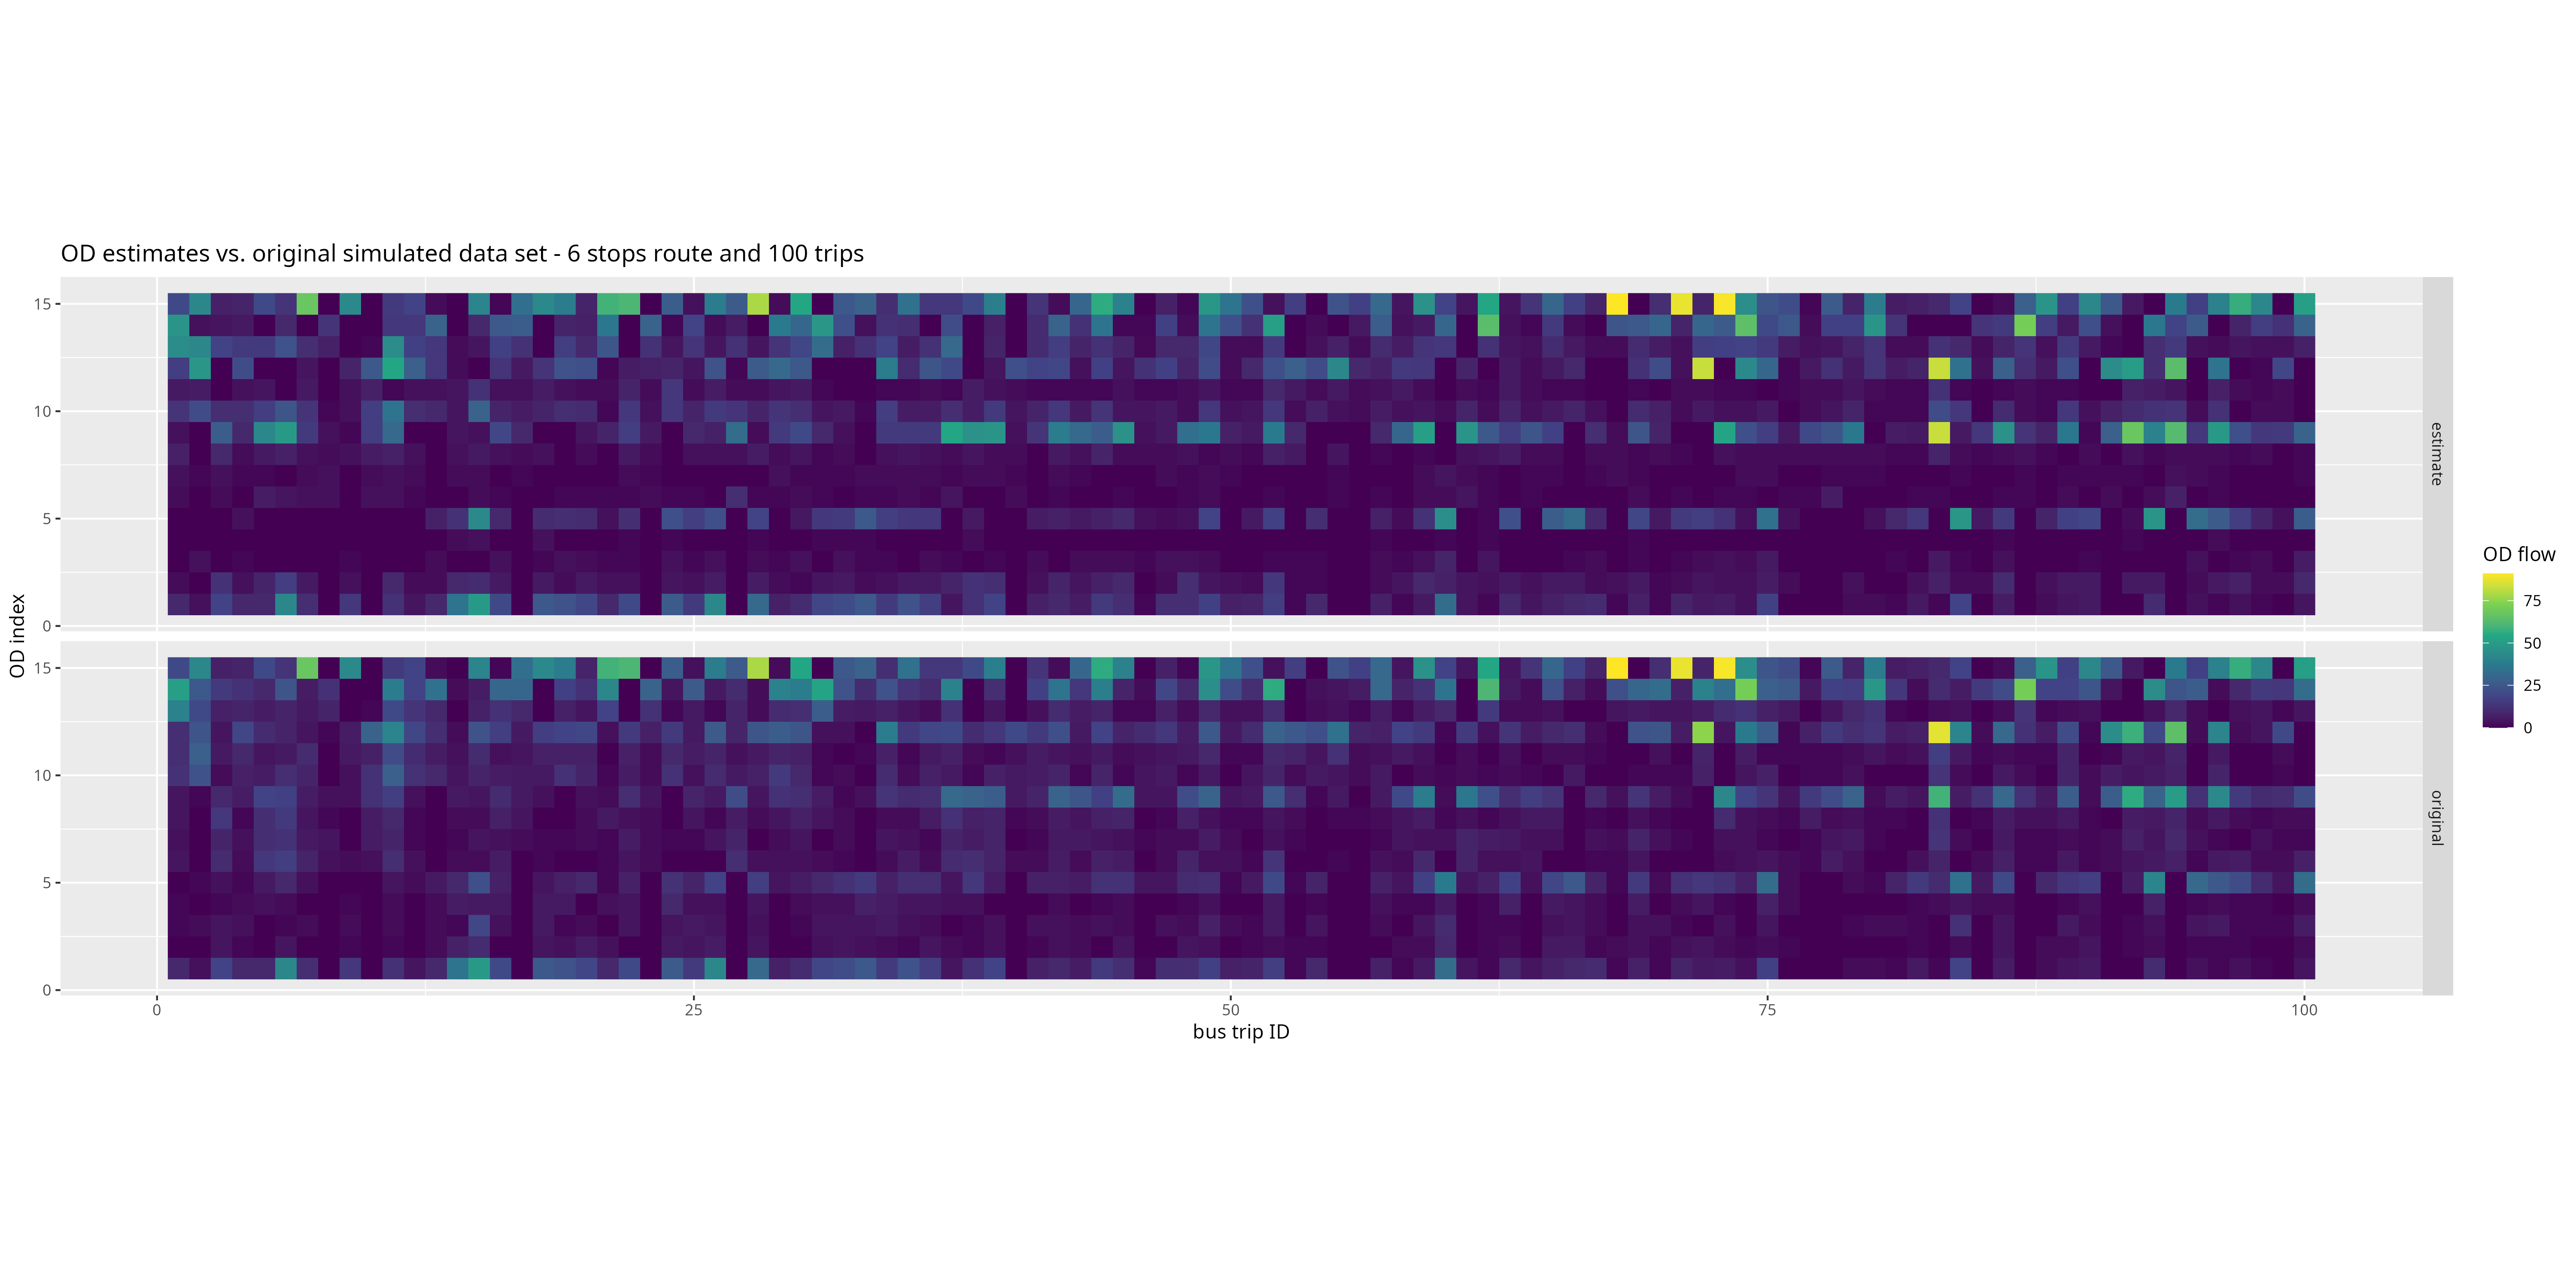 OD estimates vs. original simulated data set - 6 stops route and 100 trips
15
10
5
0
estimate
OD index
15
10
5
0
original
0 25 50 75 100
bus trip ID
OD flow
75
50
25
0